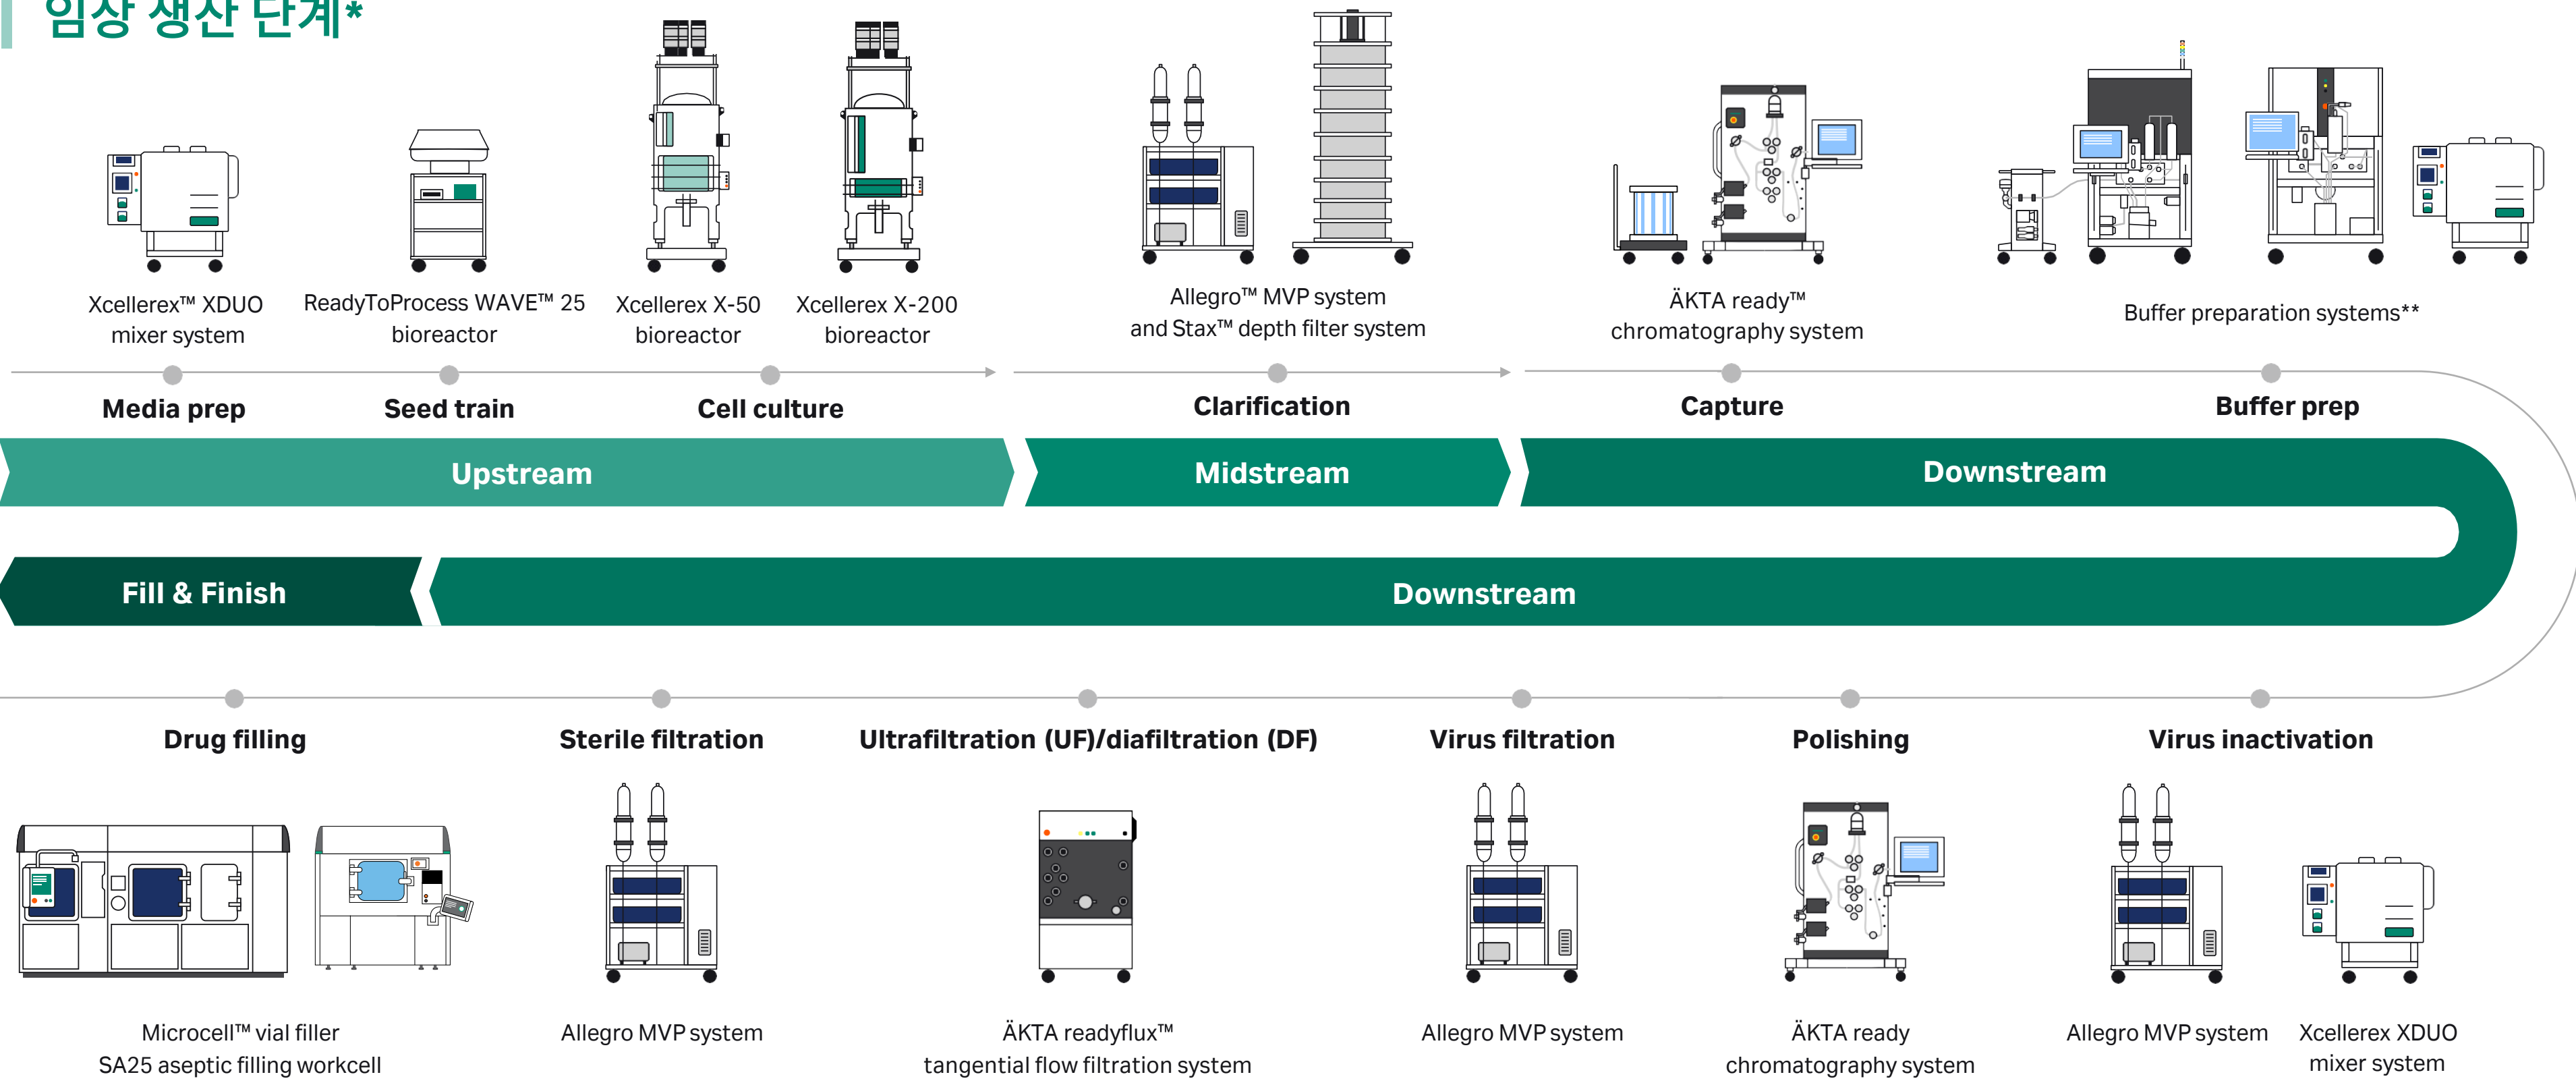 임상 생산 단계*
Xcellerex™ XDUO
mixer system
ReadyToProcess WAVE™ 25
bioreactor
Xcellerex X-50
bioreactor
Xcellerex X-200
bioreactor
Allegro™ MVP system
and Stax™ depth filter system
ÄKTA ready™
chromatography system
Buffer preparation systems**
Media prep
Seed train
Cell culture
Clarification
Capture
Buffer prep
Upstream
Midstream
Downstream
Fill & Finish
Downstream
Drug filling
Sterile filtration
Ultrafiltration (UF)/diafiltration (DF)
Virus filtration
Polishing
Virus inactivation
Microcell™ vial filler
SA25 aseptic filling workcell
Allegro MVP system
ÄKTA readyflux™
tangential flow filtration system
Allegro MVP system
ÄKTA ready
chromatography system
Allegro MVP system
Xcellerex XDUO
mixer system